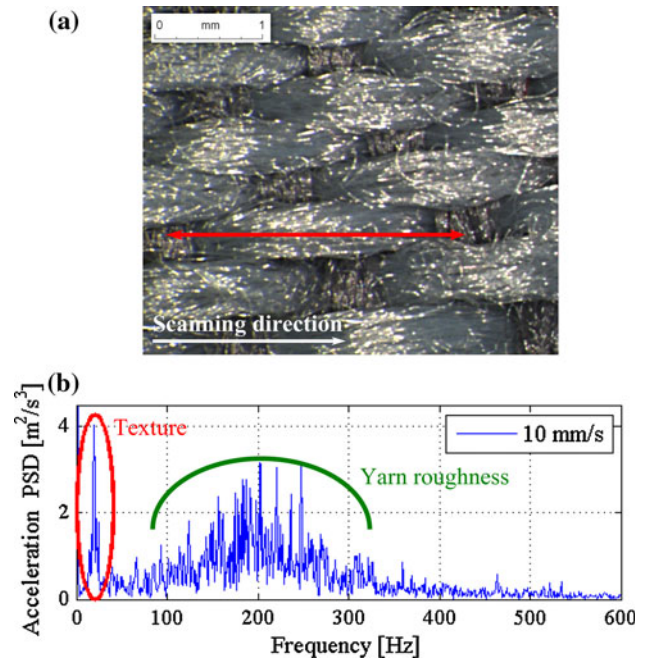 (a)
0 mm 1
Scanning direction
(b)
Acceleration PSD [m²/s³]
4
2
0
Texture
10 mm/s
Yarn roughness
0 100 200 300 400 500 600
Frequency [Hz]